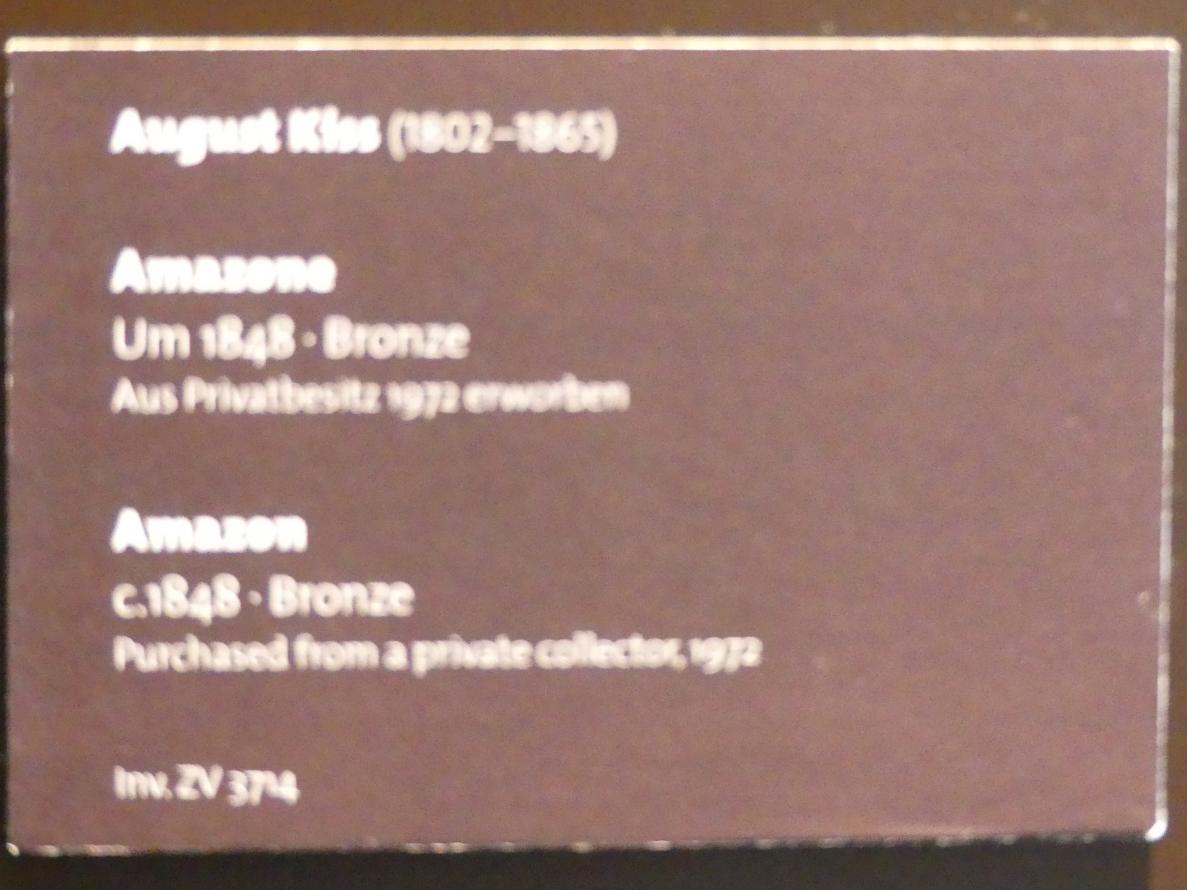 August Kiss (1802–1865)
Amazone
Um 1848 · Bronze
Aus Privatbesitz 1972 erworben
Amazon
c.1848 · Bronze
Purchased from a private collector, 1972
Inv. ZV 3714